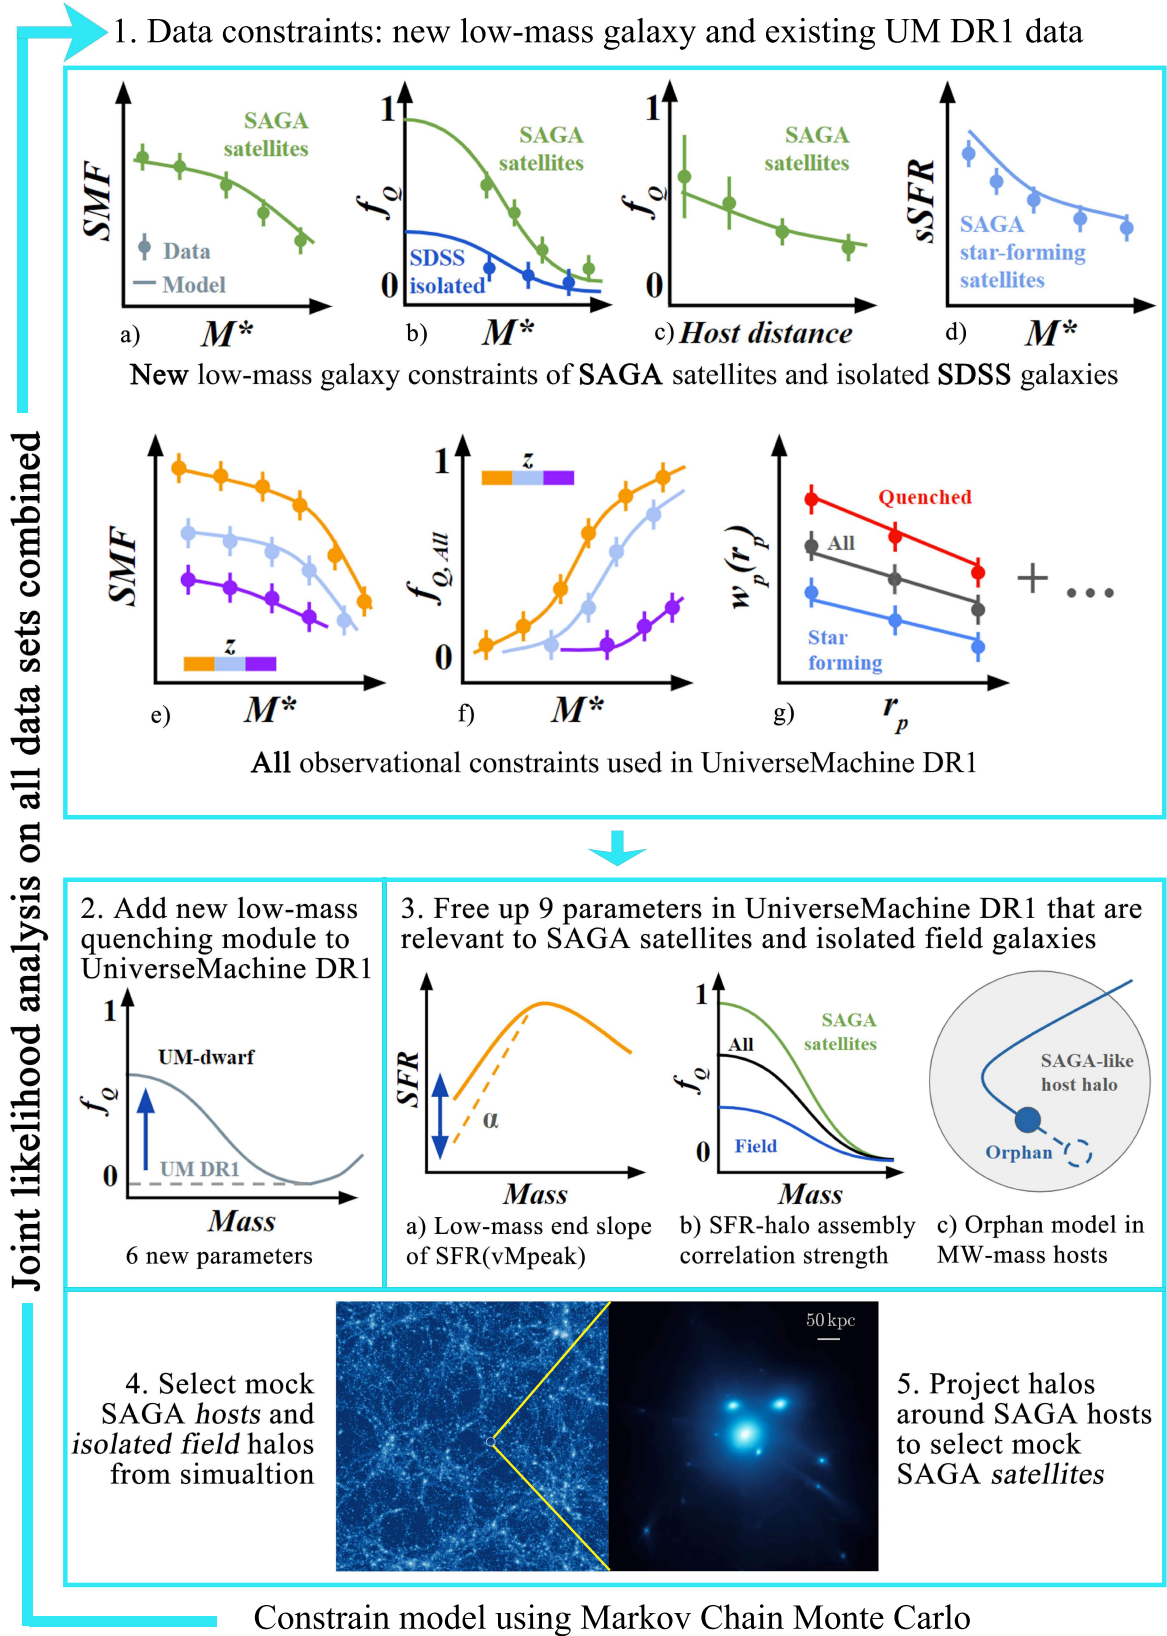 1. Data constraints: new low-mass galaxy and existing UM DR1 data
SMF
SAGA
satellites
Data
Model
a)
M*
1
f_Q
0
SAGA
satellites
SDSS
isolated
b)
M*
1
f_Q
0
SAGA
satellites
c)
Host distance
sSFR
SAGA
star-forming
satellites
d)
M*
New low-mass galaxy constraints of SAGA satellites and isolated SDSS galaxies
SMF
z
e)
M*
1
f_Q, All
0
z
f)
M*
w_p(r_p)
Quenched
All
Star
forming
g)
r_p
+ ...
All observational constraints used in UniverseMachine DR1
Joint likelihood analysis on all data sets combined
2. Add new low-mass
quenching module to
UniverseMachine DR1
1
f_Q
0
UM-dwarf
UM DR1
Mass
6 new parameters
3. Free up 9 parameters in UniverseMachine DR1 that are
relevant to SAGA satellites and isolated field galaxies
SFR
α
Mass
a) Low-mass end slope
of SFR(vMpeak)
1
f_Q
0
SAGA
satellites
All
Field
Mass
b) SFR-halo assembly
correlation strength
SAGA-like
host halo
Orphan
c) Orphan model in
MW-mass hosts
4. Select mock
SAGA hosts and
isolated field halos
from simualtion
50 kpc
5. Project halos
around SAGA hosts
to select mock
SAGA satellites
Constrain model using Markov Chain Monte Carlo